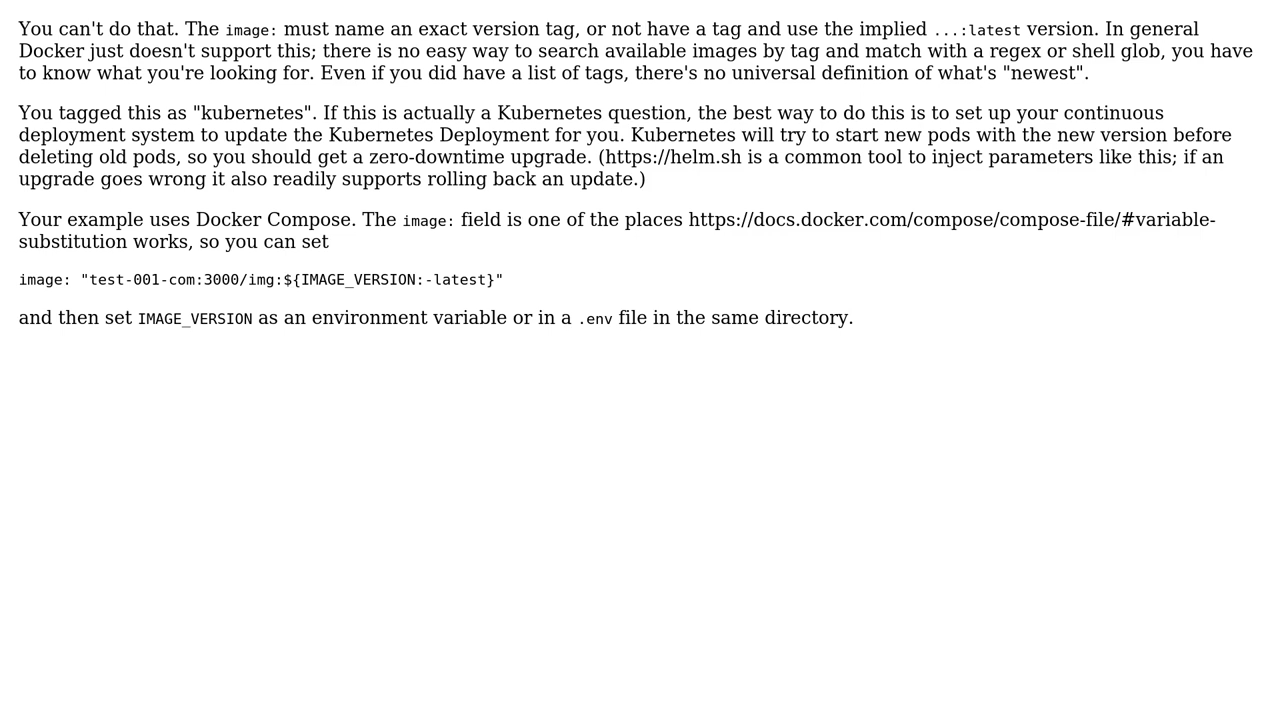 You can't do that. The image: must name an exact version tag, or not have a tag and use the implied ...:latest version. In general
Docker just doesn't support this; there is no easy way to search available images by tag and match with a regex or shell glob, you have
to know what you're looking for. Even if you did have a list of tags, there's no universal definition of what's "newest".
You tagged this as "kubernetes". If this is actually a Kubernetes question, the best way to do this is to set up your continuous
deployment system to update the Kubernetes Deployment for you. Kubernetes will try to start new pods with the new version before
deleting old pods, so you should get a zero-downtime upgrade. (https://helm.sh is a common tool to inject parameters like this; if an
upgrade goes wrong it also readily supports rolling back an update.)
Your example uses Docker Compose. The image: field is one of the places https://docs.docker.com/compose/compose-file/#variable-
substitution works, so you can set
image: "test-001-com:3000/img:${IMAGE_VERSION:-latest}"
and then set IMAGE_VERSION as an environment variable or in a .env file in the same directory.